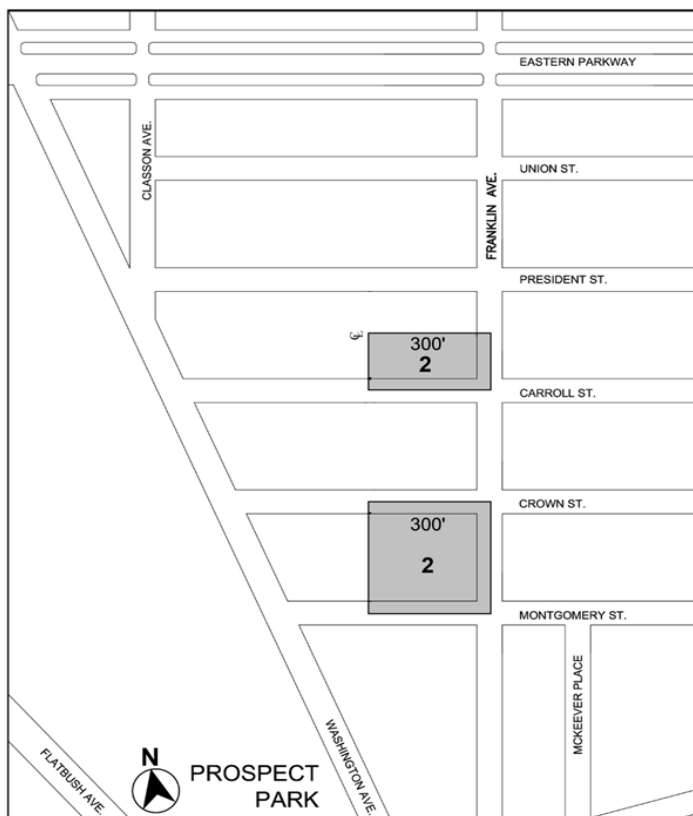 EASTERN PARKWAY
CLASSON AVE.
UNION ST.
FRANKLIN AVE.
PRESIDENT ST.
℄
300'
2
CARROLL ST.
CROWN ST.
300'
2
MONTGOMERY ST.
MCKEEVER PLACE
WASHINGTON AVE.
FLATBUSH AVE.
N
PROSPECT
PARK